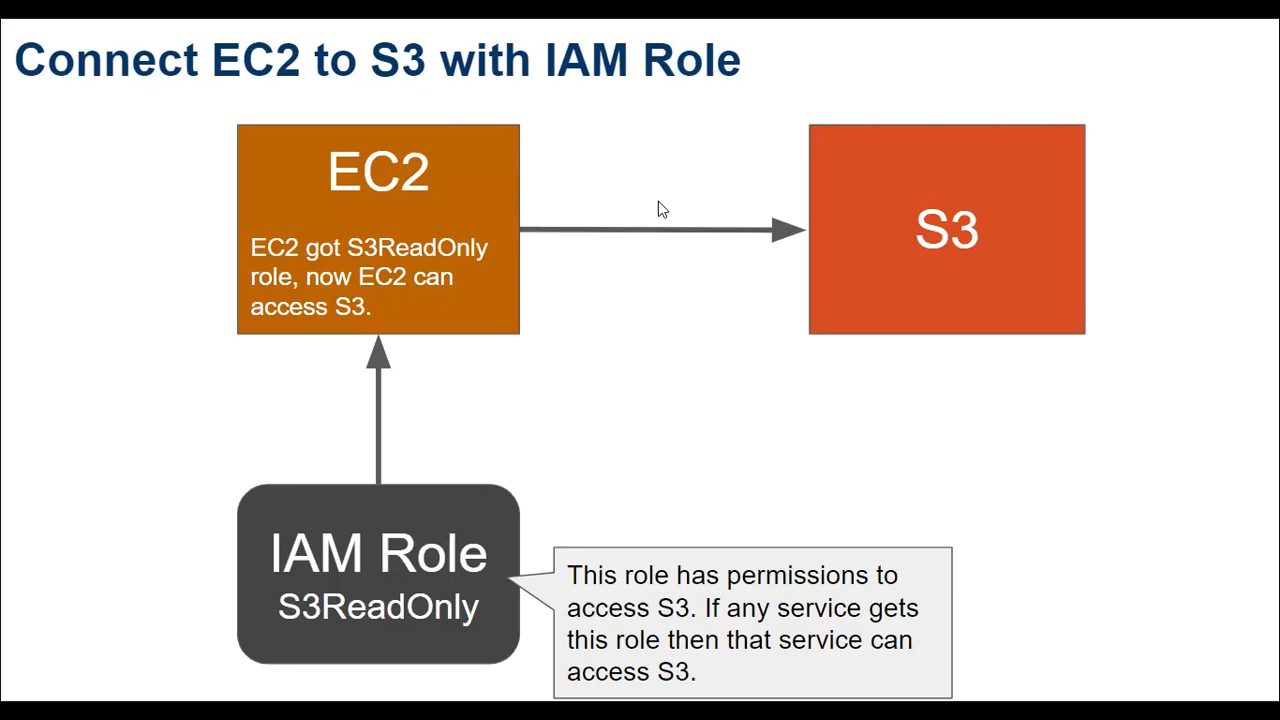 Connect EC2 to S3 with IAM Role
EC2
EC2 got S3ReadOnly
role, now EC2 can
access S3.
S3
IAM Role
S3ReadOnly
This role has permissions to
access S3. If any service gets
this role then that service can
access S3.